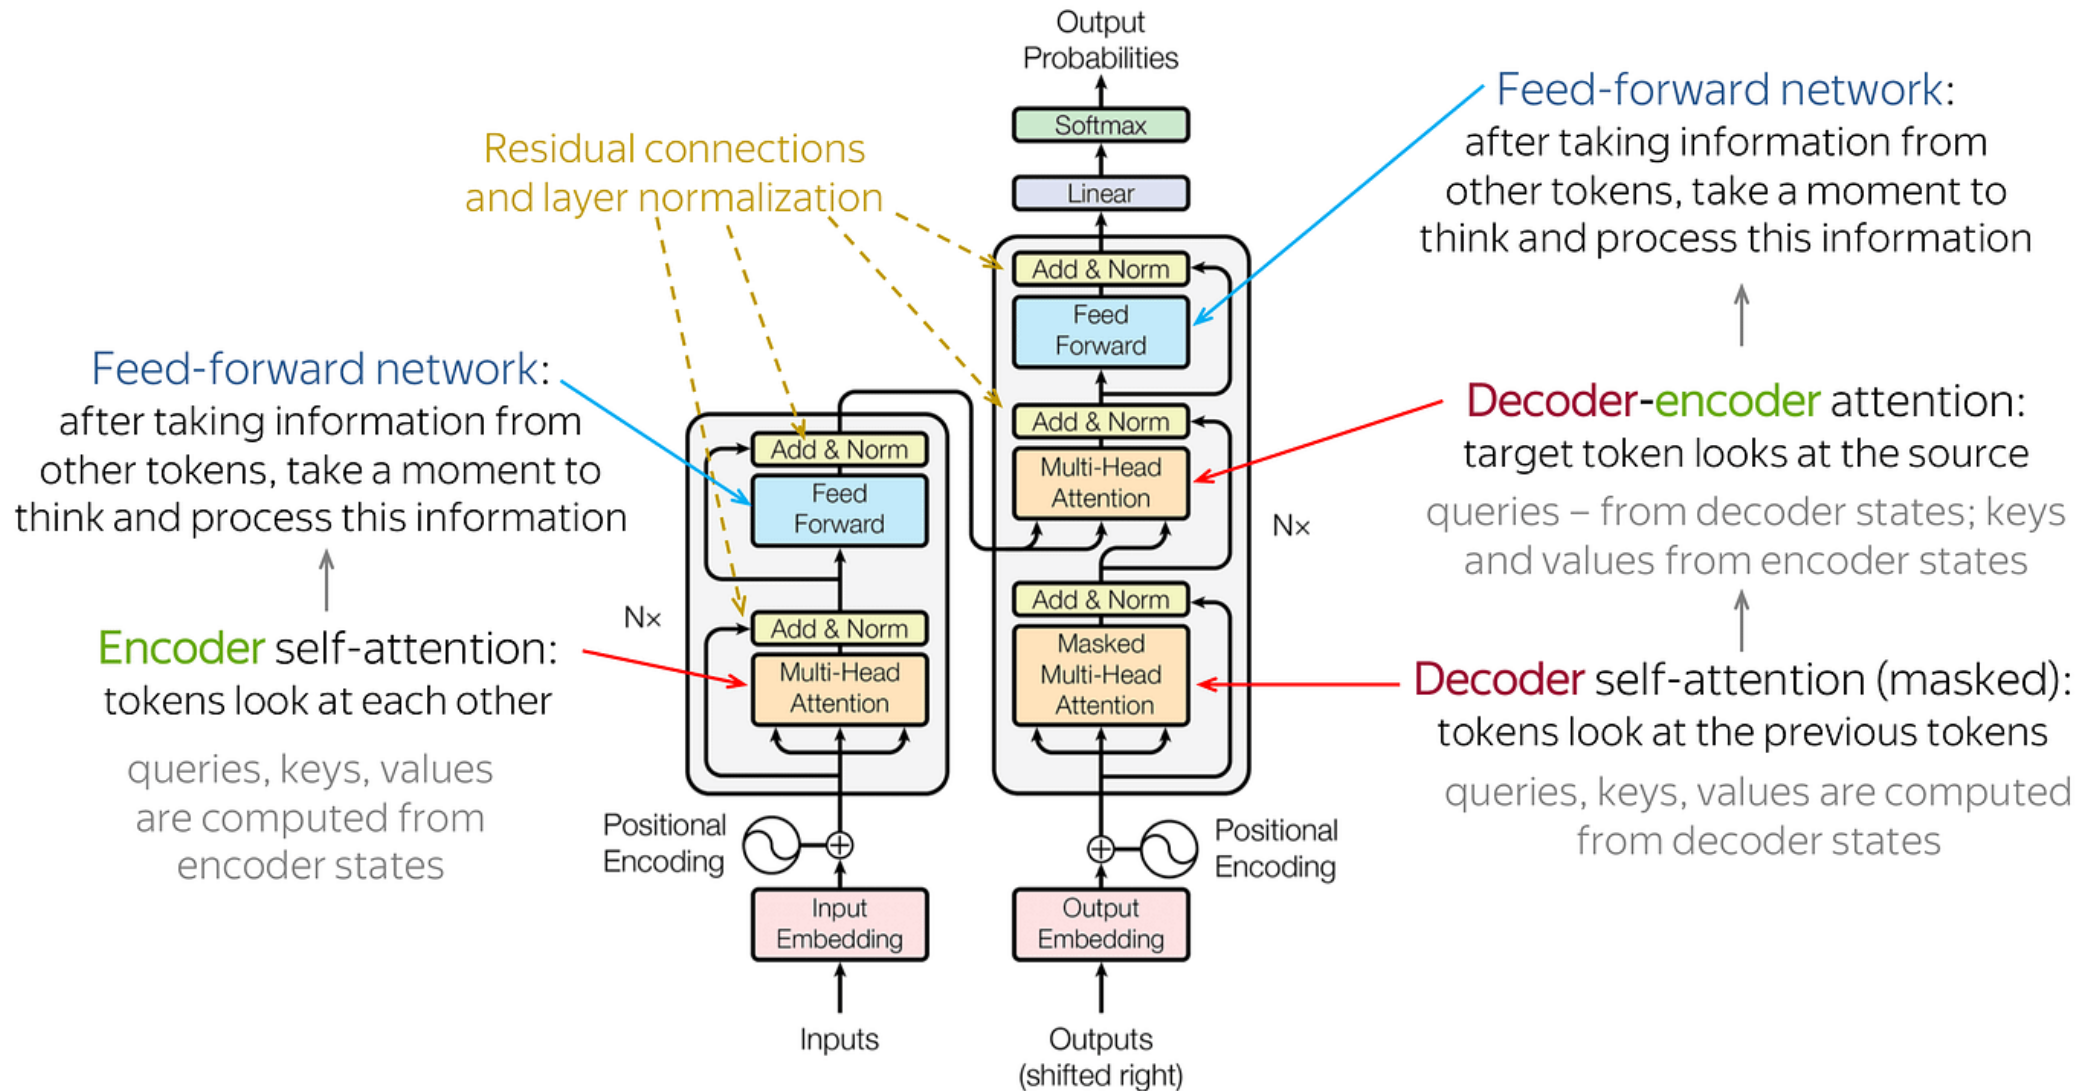 Output
Probabilities
Softmax
Linear
Add & Norm
Feed
Forward
Add & Norm
Multi-Head
Attention
Nx
Add & Norm
Masked
Multi-Head
Attention
Positional
Encoding
Output
Embedding
Outputs
(shifted right)
Add & Norm
Feed
Forward
Nx
Add & Norm
Multi-Head
Attention
Positional
Encoding
Input
Embedding
Inputs
Residual connections
and layer normalization
Feed-forward network:
after taking information from
other tokens, take a moment to
think and process this information
Encoder self-attention:
tokens look at each other
queries, keys, values
are computed from
encoder states
Feed-forward network:
after taking information from
other tokens, take a moment to
think and process this information
Decoder-encoder attention:
target token looks at the source
queries – from decoder states; keys
and values from encoder states
Decoder self-attention (masked):
tokens look at the previous tokens
queries, keys, values are computed
from decoder states